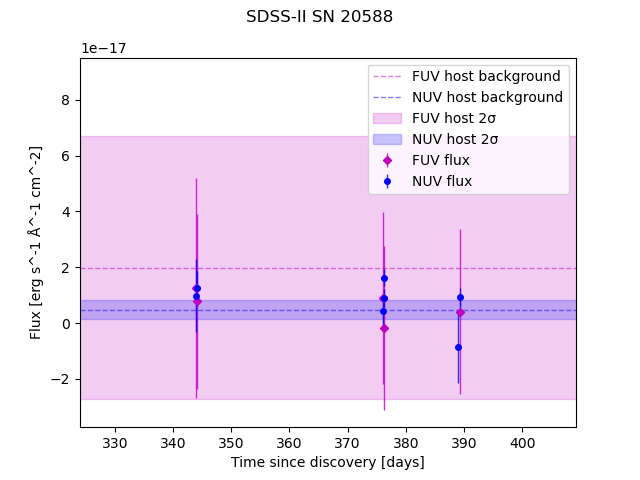 SDSS-II SN 20588
1e−17
FUV host background
NUV host background
FUV host 2σ
NUV host 2σ
FUV flux
NUV flux
8
6
4
2
0
−2
Flux [erg s^-1 Å^-1 cm^-2]
330 340 350 360 370 380 390 400
Time since discovery [days]